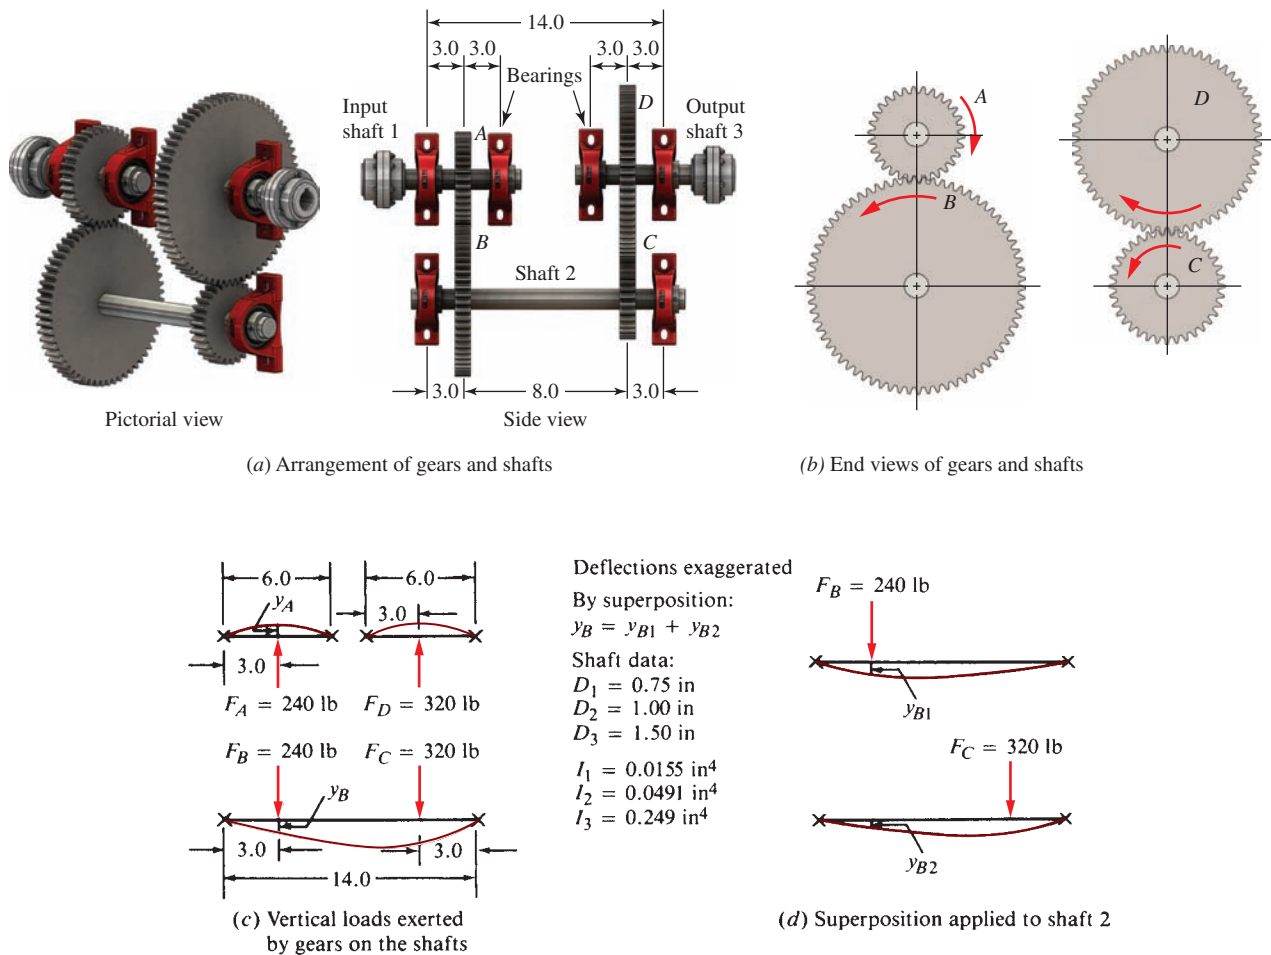 14.0
3.0 3.0
3.0 3.0
Bearings
Input
shaft 1
A
D
Output
shaft 3
B
C
Shaft 2
3.0
8.0
3.0
Pictorial view
Side view
(a) Arrangement of gears and shafts
A
B
D
C
(b) End views of gears and shafts
6.0
6.0
yA
3.0
3.0
FA = 240 lb
FD = 320 lb
FB = 240 lb
FC = 320 lb
yB
3.0
3.0
14.0
(c) Vertical loads exerted
by gears on the shafts
Deflections exaggerated
By superposition:
yB = yB1 + yB2
Shaft data:
D1 = 0.75 in
D2 = 1.00 in
D3 = 1.50 in
I1 = 0.0155 in⁴
I2 = 0.0491 in⁴
I3 = 0.249 in⁴
FB = 240 lb
yB1
FC = 320 lb
yB2
(d) Superposition applied to shaft 2